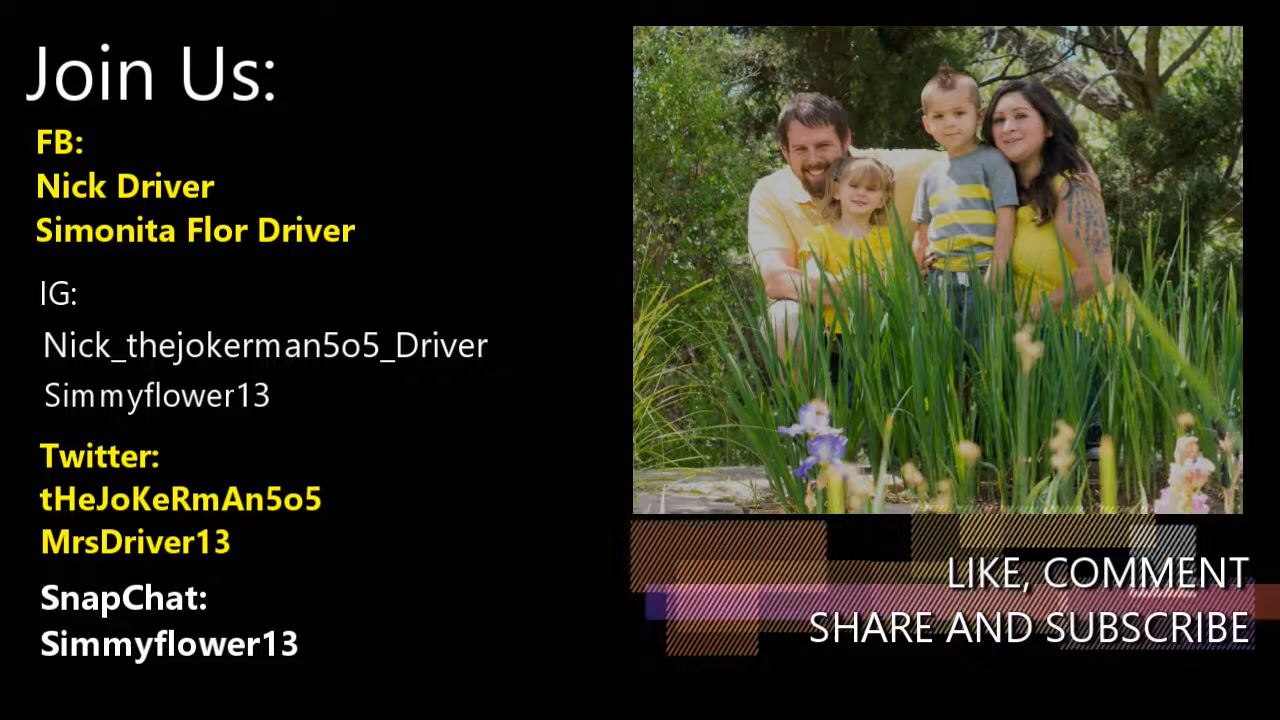 Join Us:
FB:
Nick Driver
Simonita Flor Driver
IG:
Nick_thejokerman5o5_Driver
Simmyflower13
Twitter:
tHeJoKeRmAn5o5
MrsDriver13
SnapChat:
Simmyflower13
LIKE, COMMENT
SHARE AND SUBSCRIBE